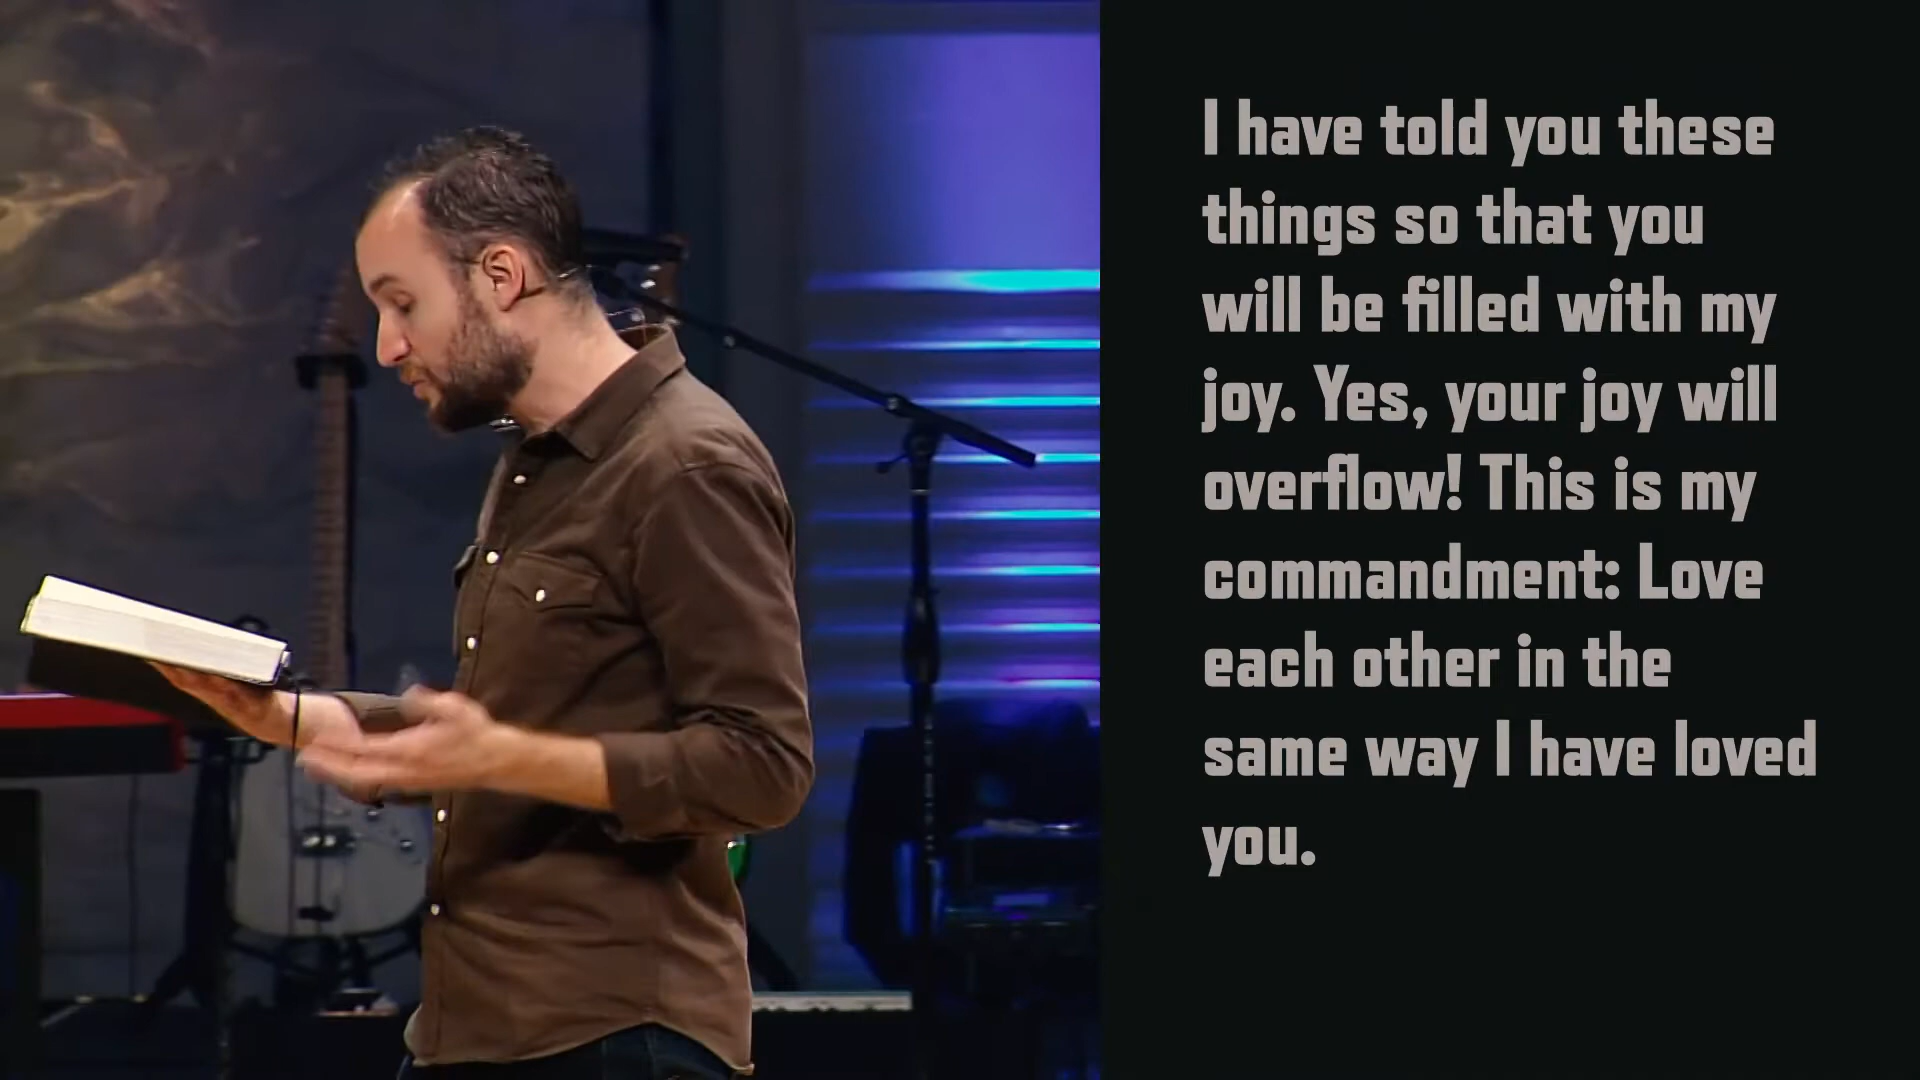 I have told you these
things so that you
will be filled with my
joy. Yes, your joy will
overflow! This is my
commandment: Love
each other in the
same way I have loved
you.